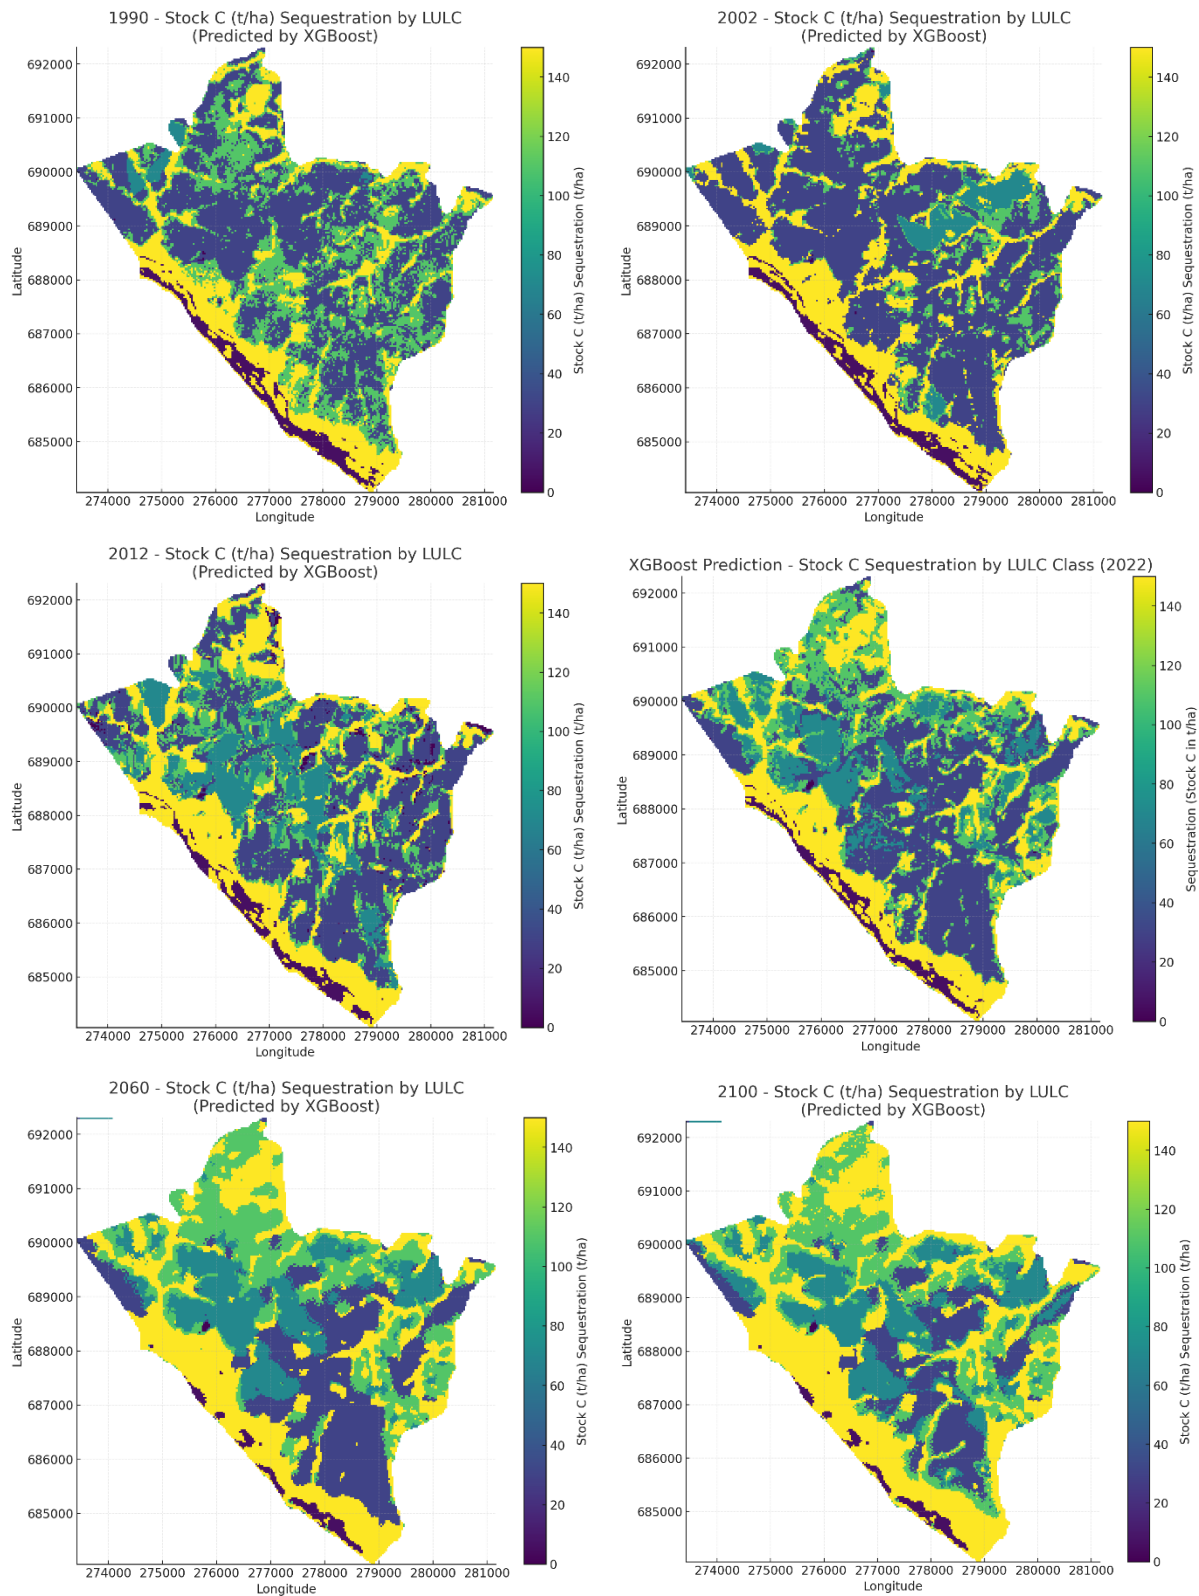 1990 - Stock C (t/ha) Sequestration by LULC
(Predicted by XGBoost)
692000
691000
690000
689000
688000
687000
686000
685000
Latitude
274000 275000 276000 277000 278000 279000 280000 281000
Longitude
140
120
100
80
60
40
20
0
Stock C (t/ha) Sequestration (t/ha)
2002 - Stock C (t/ha) Sequestration by LULC
(Predicted by XGBoost)
692000
691000
690000
689000
688000
687000
686000
685000
Latitude
274000 275000 276000 277000 278000 279000 280000 281000
Longitude
140
120
100
80
60
40
20
0
Stock C (t/ha) Sequestration (t/ha)
2012 - Stock C (t/ha) Sequestration by LULC
(Predicted by XGBoost)
692000
691000
690000
689000
688000
687000
686000
685000
Latitude
274000 275000 276000 277000 278000 279000 280000 281000
Longitude
140
120
100
80
60
40
20
0
Stock C (t/ha) Sequestration (t/ha)
XGBoost Prediction - Stock C Sequestration by LULC Class (2022)
692000
691000
690000
689000
688000
687000
686000
685000
Latitude
274000 275000 276000 277000 278000 279000 280000 281000
Longitude
140
120
100
80
60
40
20
0
Sequestration (Stock C in t/ha)
2060 - Stock C (t/ha) Sequestration by LULC
(Predicted by XGBoost)
692000
691000
690000
689000
688000
687000
686000
685000
Latitude
274000 275000 276000 277000 278000 279000 280000 281000
Longitude
140
120
100
80
60
40
20
0
Stock C (t/ha) Sequestration (t/ha)
2100 - Stock C (t/ha) Sequestration by LULC
(Predicted by XGBoost)
692000
691000
690000
689000
688000
687000
686000
685000
Latitude
274000 275000 276000 277000 278000 279000 280000 281000
Longitude
140
120
100
80
60
40
20
0
Stock C (t/ha) Sequestration (t/ha)